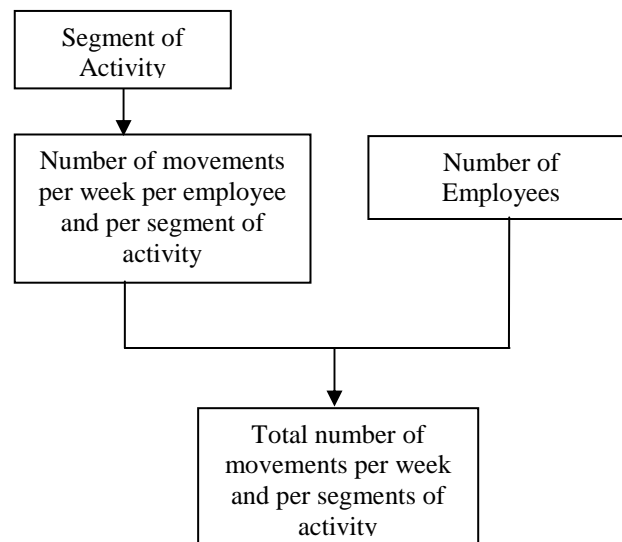 Segment of
Activity
Number of movements
per week per employee
and per segment of
activity
Number of
Employees
Total number of
movements per week
and per segments of
activity